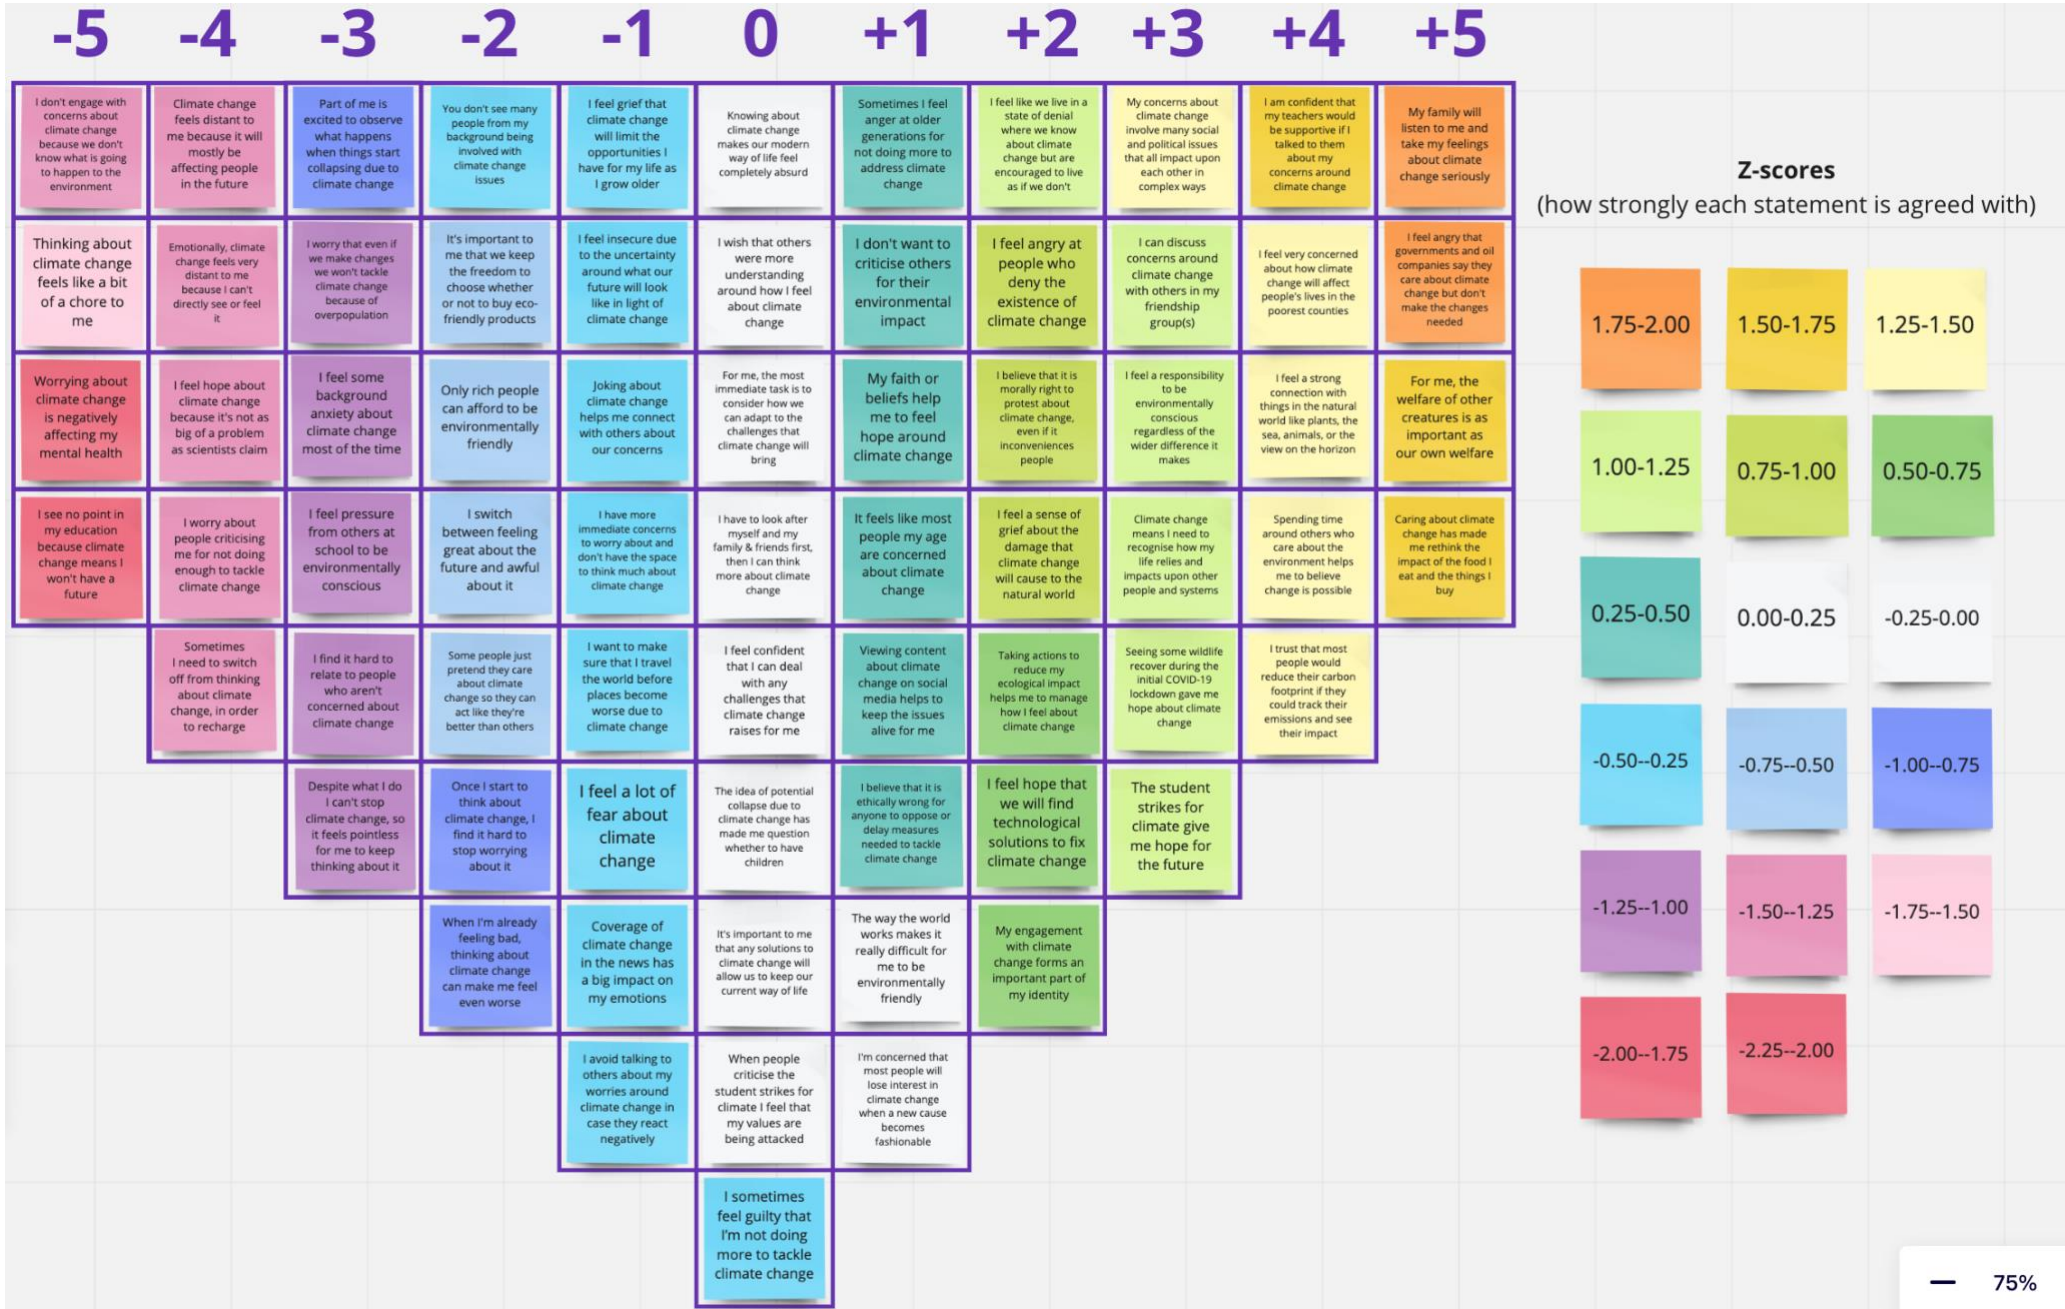 -5 -4 -3 -2 -1 0 +1 +2 +3 +4 +5
I don't engage with
concerns about
climate change
because we don't
know what is going
to happen to the
environment
Climate change
feels distant to
me because it will
mostly be
affecting people
in the future
Part of me is
excited to observe
what happens
when things start
collapsing due to
climate change
You don't see many
people from my
background being
involved with
climate change
issues
I feel grief that
climate change
will limit the
opportunities I
have for my life as
I grow older
Knowing about
climate change
makes our modern
way of life feel
completely absurd
Sometimes I feel
anger at older
generations for
not doing more to
address climate
change
I feel like we live in a
state of denial
where we know
about climate
change but are
encouraged to live
as if we don't
My concerns about
climate change
involve many social
and political issues
that all impact upon
each other in
complex ways
I am confident that
my teachers would
be supportive if I
talked to them
about my
concerns around
climate change
My family will
listen to me and
take my feelings
about climate
change seriously
Thinking about
climate change
feels like a bit
of a chore to
me
Emotionally, climate
change feels very
distant to me
because I can't
directly see or feel
it
I worry that even if
we make changes
we won't tackle
climate change
because of
overpopulation
It's important to
me that we keep
the freedom to
choose whether
or not to buy eco-
friendly products
I feel insecure due
to the uncertainty
around what our
future will look
like in light of
climate change
I wish that others
were more
understanding
around how I feel
about climate
change
I don't want to
criticise others
for their
environmental
impact
I feel angry at
people who
deny the
existence of
climate change
I can discuss
concerns around
climate change
with others in my
friendship
group(s)
I feel very concerned
about how climate
change will affect
people's lives in the
poorest counties
I feel angry that
governments and oil
companies say they
care about climate
change but don't
make the changes
needed
Worrying about
climate change
is negatively
affecting my
mental health
I feel hope about
climate change
because it's not as
big of a problem
as scientists claim
I feel some
background
anxiety about
climate change
most of the time
Only rich people
can afford to be
environmentally
friendly
Joking about
climate change
helps me connect
with others about
our concerns
For me, the most
immediate task is to
consider how we
can adapt to the
challenges that
climate change will
bring
My faith or
beliefs help
me to feel
hope around
climate change
I believe that it is
morally right to
protest about
climate change,
even if it
inconveniences
people
I feel a responsibility
to be
environmentally
conscious
regardless of the
wider difference it
makes
I feel a strong
connection with
things in the natural
world like plants, the
sea, animals, or the
view on the horizon
For me, the
welfare of other
creatures is as
important as
our own welfare
I see no point in
my education
because climate
change means I
won't have a
future
I worry about
people criticising
me for not doing
enough to tackle
climate change
I feel pressure
from others at
school to be
environmentally
conscious
I switch
between feeling
great about the
future and awful
about it
I have more
immediate concerns
to worry about and
don't have the space
to think much about
climate change
I have to look after
myself and my
family & friends first,
then I can think
more about climate
change
It feels like most
people my age
are concerned
about climate
change
I feel a sense of
grief about the
damage that
climate change
will cause to the
natural world
Climate change
means I need to
recognise how my
life relies and
impacts upon other
people and systems
Spending time
around others who
care about the
environment helps
me to believe
change is possible
Caring about climate
change has made
me rethink the
impact of the food I
eat and the things I
buy
Sometimes
I need to switch
off from thinking
about climate
change, in order
to recharge
I find it hard to
relate to people
who aren't
concerned about
climate change
Some people just
pretend they care
about climate
change so they can
act like they're
better than others
I want to make
sure that I travel
the world before
places become
worse due to
climate change
I feel confident
that I can deal
with any
challenges that
climate change
raises for me
Viewing content
about climate
change on social
media helps to
keep the issues
alive for me
Taking actions to
reduce my
ecological impact
helps me to manage
how I feel about
climate change
Seeing some wildlife
recover during the
initial COVID-19
lockdown gave me
hope about climate
change
I trust that most
people would
reduce their carbon
footprint if they
could track their
emissions and see
their impact
Despite what I do
I can't stop
climate change, so
it feels pointless
for me to keep
thinking about it
Once I start to
think about
climate change, I
find it hard to
stop worrying
about it
I feel a lot of
fear about
climate
change
The idea of potential
collapse due to
climate change has
made me question
whether to have
children
I believe that it is
ethically wrong for
anyone to oppose or
delay measures
needed to tackle
climate change
I feel hope that
we will find
technological
solutions to fix
climate change
The student
strikes for
climate give
me hope for
the future
When I'm already
feeling bad,
thinking about
climate change
can make me feel
even worse
Coverage of
climate change
in the news has
a big impact on
my emotions
It's important to me
that any solutions to
climate change will
allow us to keep our
current way of life
The way the world
works makes it
really difficult for
me to be
environmentally
friendly
My engagement
with climate
change forms an
important part of
my identity
I avoid talking to
others about my
worries around
climate change in
case they react
negatively
When people
criticise the
student strikes for
climate I feel that
my values are
being attacked
I'm concerned that
most people will
lose interest in
climate change
when a new cause
becomes
fashionable
I sometimes
feel guilty that
I'm not doing
more to tackle
climate change
Z-scores
(how strongly each statement is agreed with)
1.75-2.00 1.50-1.75 1.25-1.50
1.00-1.25 0.75-1.00 0.50-0.75
0.25-0.50 0.00-0.25 -0.25-0.00
-0.50--0.25 -0.75--0.50 -1.00--0.75
-1.25--1.00 -1.50--1.25 -1.75--1.50
-2.00--1.75 -2.25--2.00
— 75%